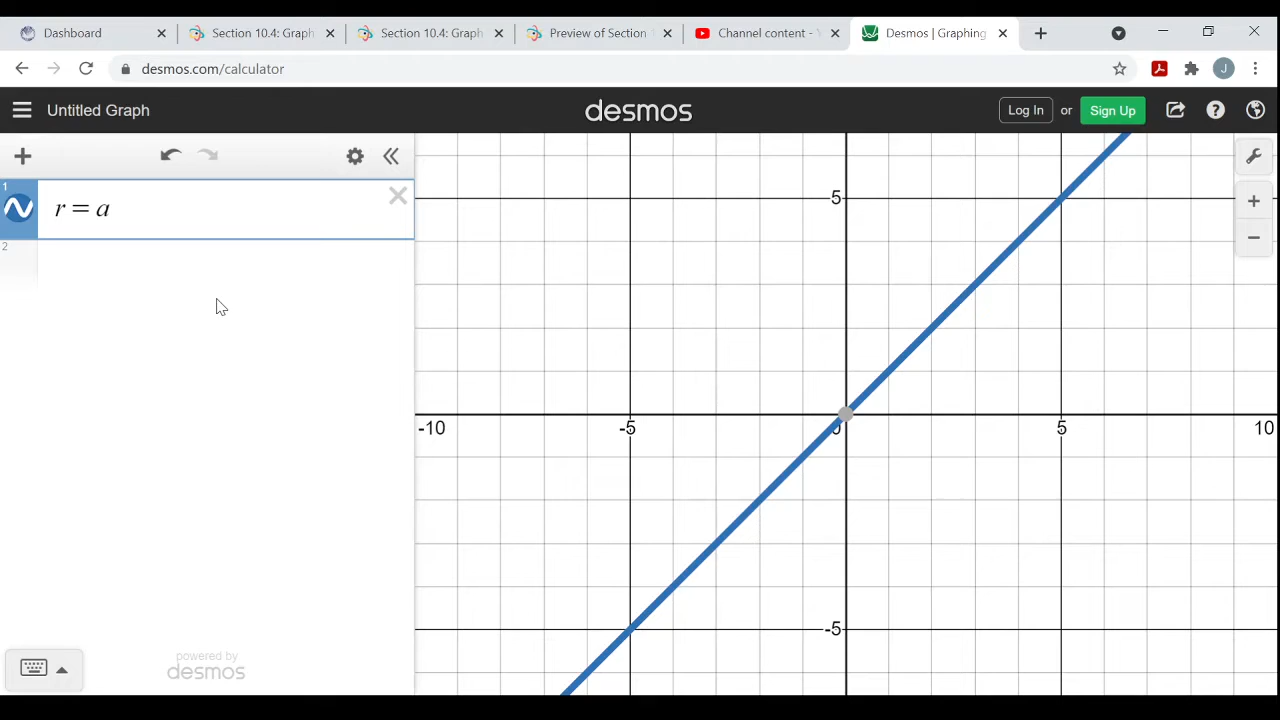 Dashboard
Section 10.4: Graph
Section 10.4: Graph
Preview of Section
Channel content - Y
Desmos | Graphing
desmos.com/calculator
J
Untitled Graph
desmos
Log In or Sign Up
1
r = a
2
5
-10 -5 0 5 10
-5
powered by
desmos